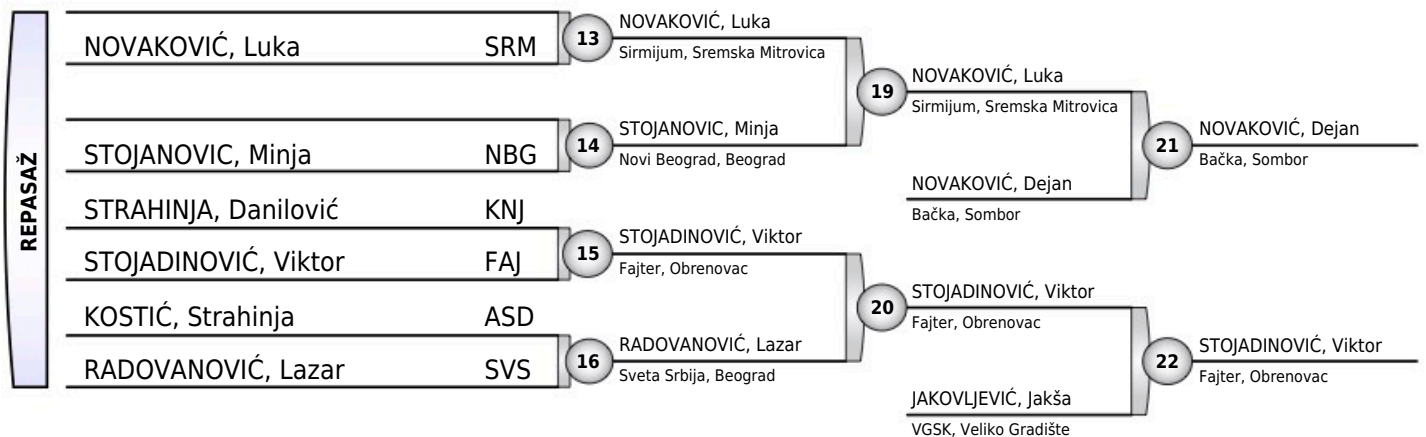 REPASAŽ
NOVAKOVIĆ, Luka SRM
STOJANOVIC, Minja NBG
STRAHINJA, Danilović KNJ
STOJADINOVIĆ, Viktor FAJ
KOSTIĆ, Strahinja ASD
RADOVANOVIĆ, Lazar SVS
13
NOVAKOVIĆ, Luka
Sirmijum, Sremska Mitrovica
14
STOJANOVIC, Minja
Novi Beograd, Beograd
15
STOJADINOVIĆ, Viktor
Fajter, Obrenovac
16
RADOVANOVIĆ, Lazar
Sveta Srbija, Beograd
19
NOVAKOVIĆ, Luka
Sirmijum, Sremska Mitrovica
NOVAKOVIĆ, Dejan
Bačka, Sombor
20
STOJADINOVIĆ, Viktor
Fajter, Obrenovac
JAKOVLJEVIĆ, Jakša
VGSK, Veliko Gradište
21
NOVAKOVIĆ, Dejan
Bačka, Sombor
22
STOJADINOVIĆ, Viktor
Fajter, Obrenovac